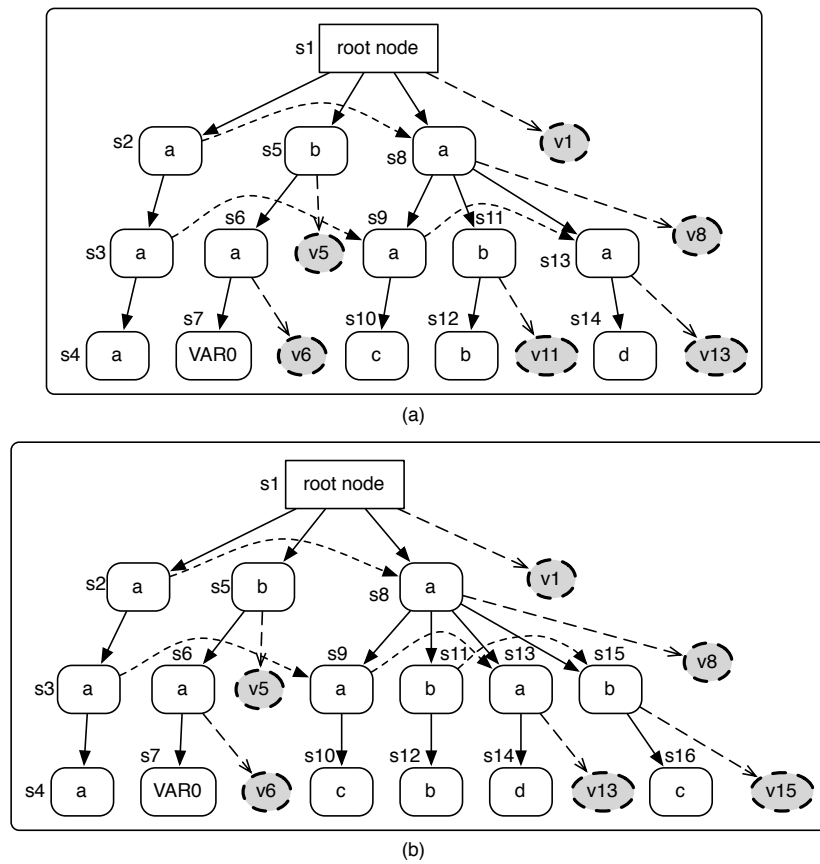 s1 root node
s2 a
s5 b
s8 a
v1
s3 a
s6 a
v5
s9 a
s11 b
s13 a
v8
s4 a
s7 VAR0
v6
s10 c
s12 b
v11
s14 d
v13
(a)
s1 root node
s2 a
s5 b
s8 a
v1
s3 a
s6 a
v5
s9 a
s11 b
s13 a
s15 b
v8
s4 a
s7 VAR0
v6
s10 c
s12 b
s14 d
v13
s16 c
v15
(b)